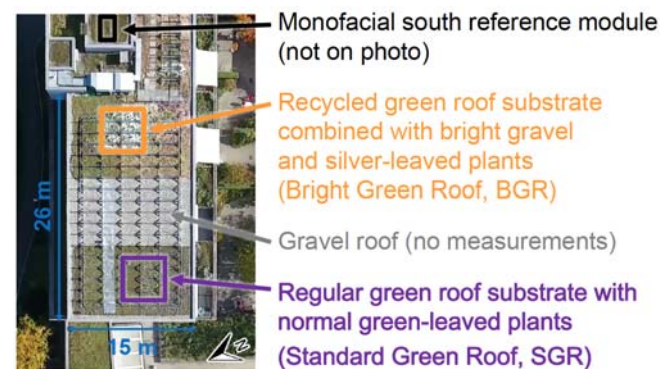 Monofacial south reference module
(not on photo)
Recycled green roof substrate
combined with bright gravel
and silver-leaved plants
(Bright Green Roof, BGR)
26 m
Gravel roof (no measurements)
Regular green roof substrate with
normal green-leaved plants
(Standard Green Roof, SGR)
15 m
N